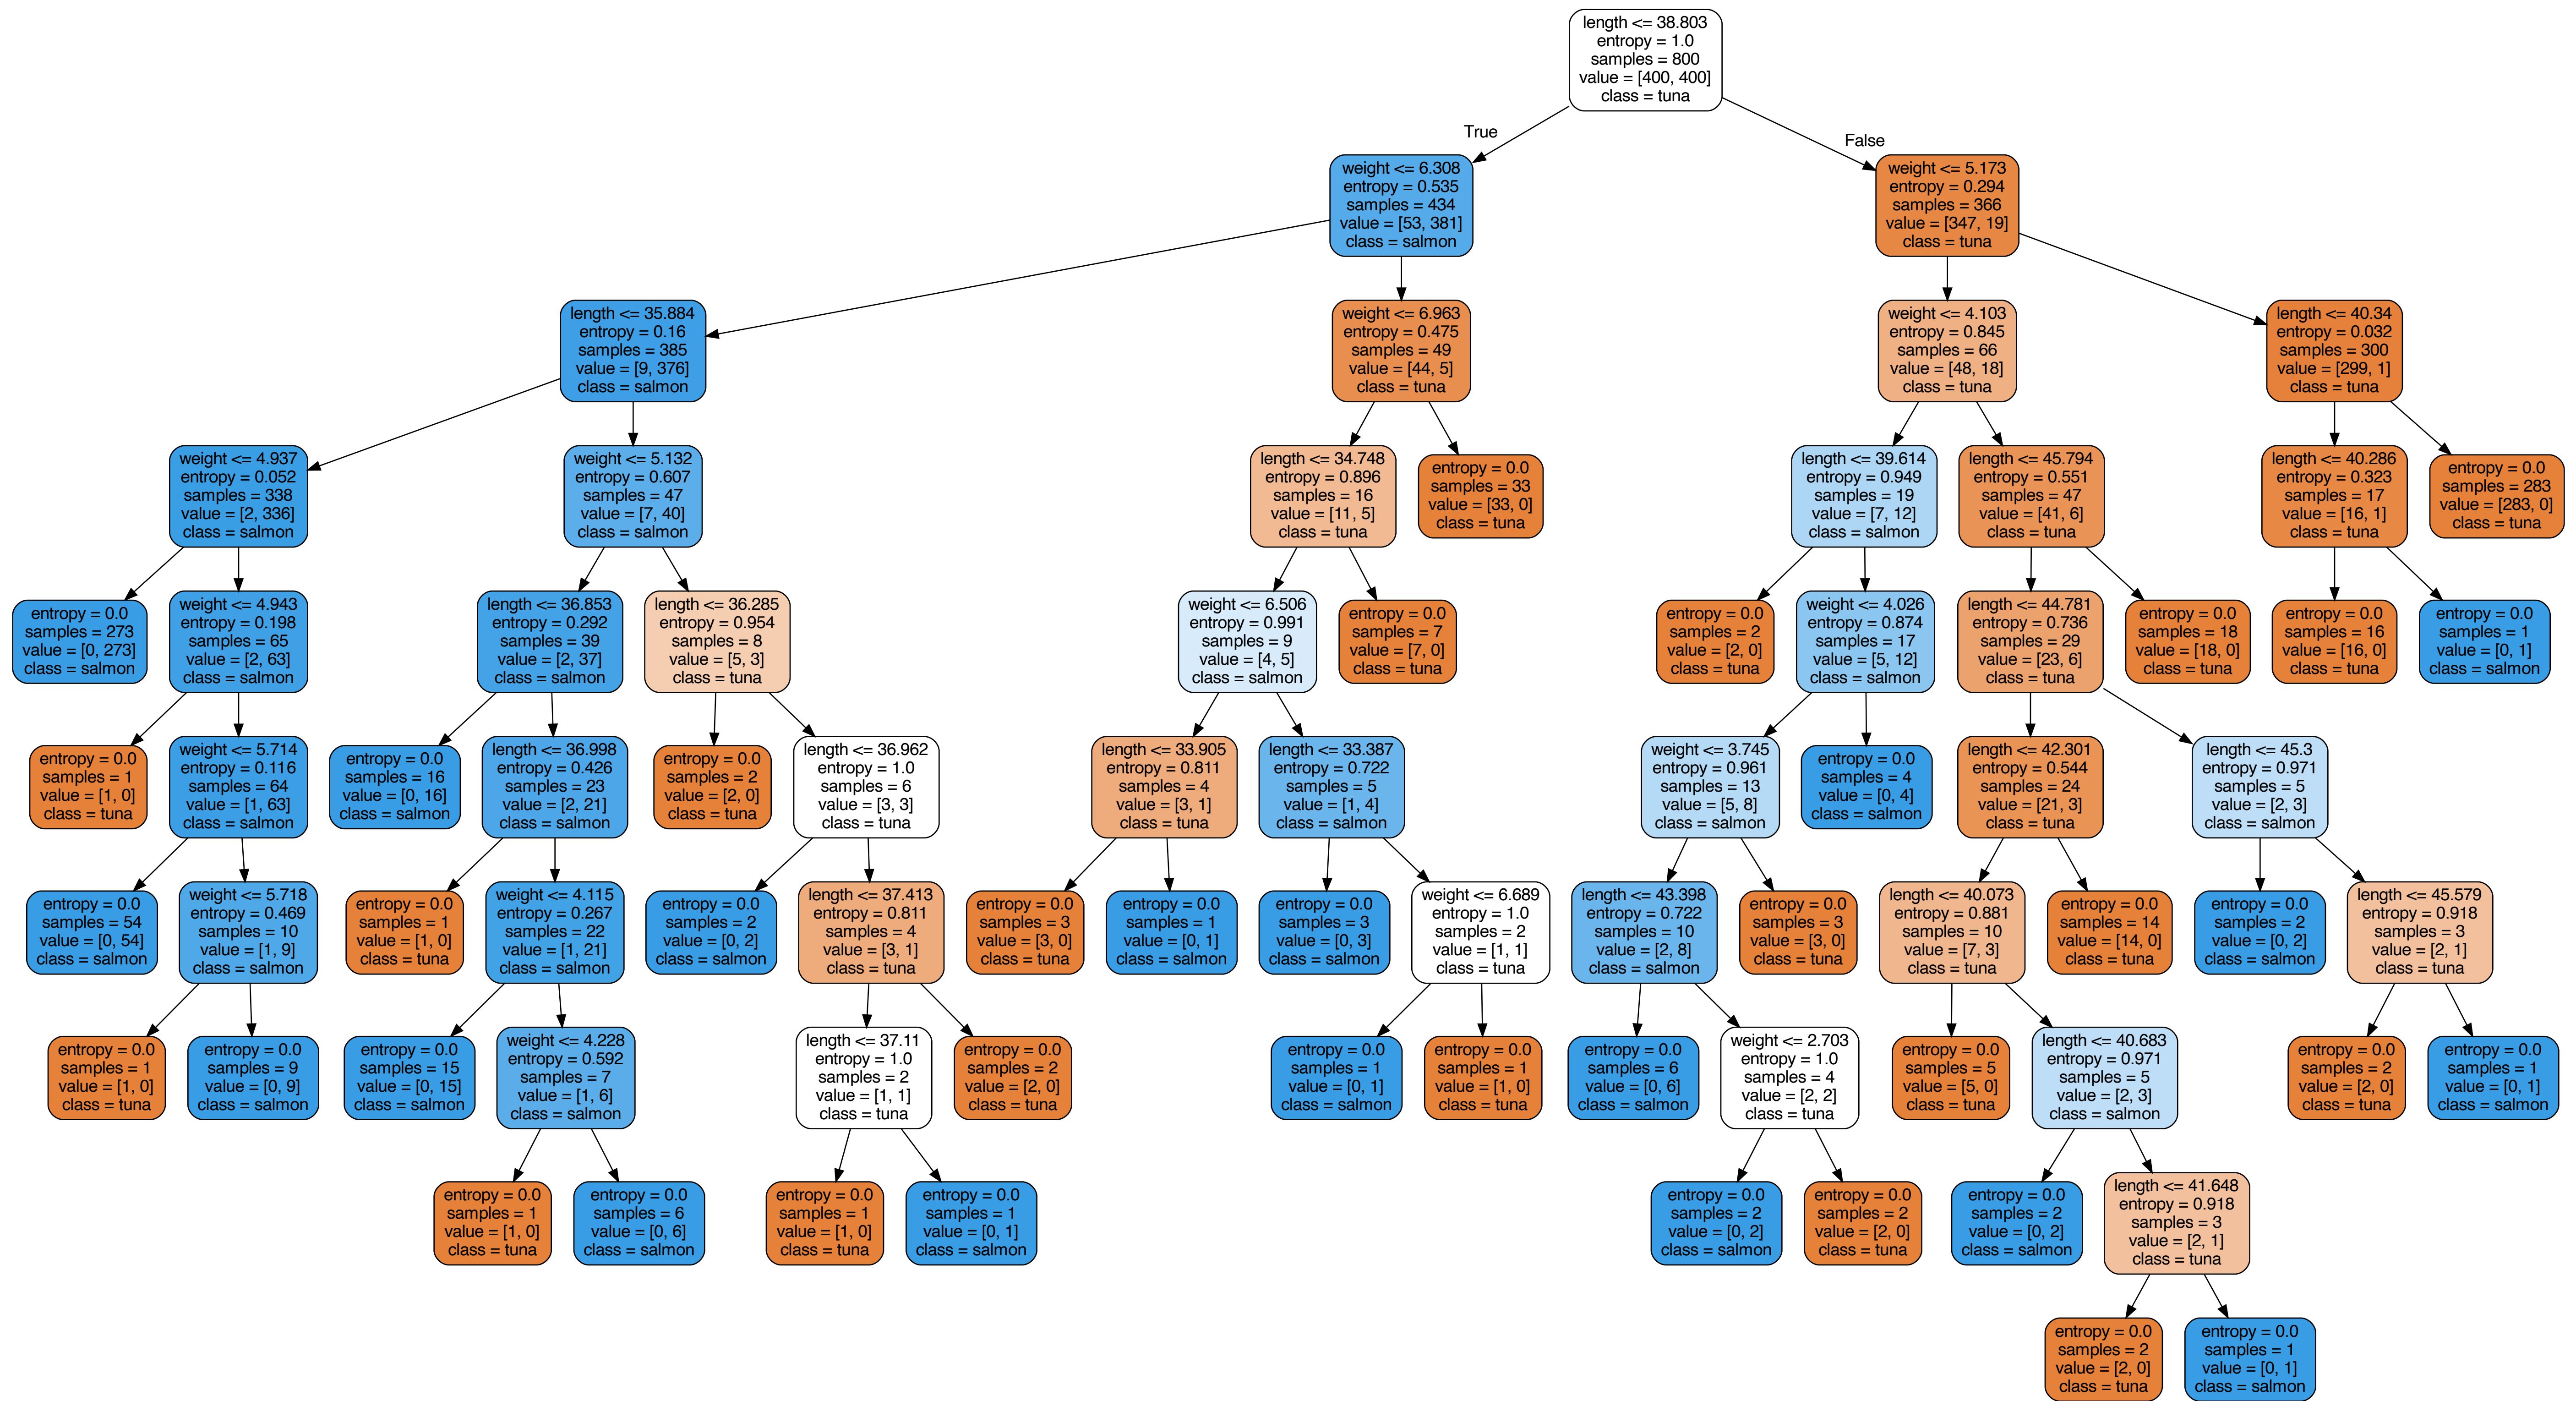 length <= 38.803
entropy = 1.0
samples = 800
value = [400, 400]
class = tuna
True
False
weight <= 6.308
entropy = 0.535
samples = 434
value = [53, 381]
class = salmon
weight <= 5.173
entropy = 0.294
samples = 366
value = [347, 19]
class = tuna
length <= 35.884
entropy = 0.16
samples = 385
value = [9, 376]
class = salmon
weight <= 6.963
entropy = 0.475
samples = 49
value = [44, 5]
class = tuna
weight <= 4.103
entropy = 0.845
samples = 66
value = [48, 18]
class = tuna
length <= 40.34
entropy = 0.032
samples = 300
value = [299, 1]
class = tuna
weight <= 4.937
entropy = 0.052
samples = 338
value = [2, 336]
class = salmon
weight <= 5.132
entropy = 0.607
samples = 47
value = [7, 40]
class = salmon
length <= 34.748
entropy = 0.896
samples = 16
value = [11, 5]
class = tuna
entropy = 0.0
samples = 33
value = [33, 0]
class = tuna
length <= 39.614
entropy = 0.949
samples = 19
value = [7, 12]
class = salmon
length <= 45.794
entropy = 0.551
samples = 47
value = [41, 6]
class = tuna
length <= 40.286
entropy = 0.323
samples = 17
value = [16, 1]
class = tuna
entropy = 0.0
samples = 283
value = [283, 0]
class = tuna
entropy = 0.0
samples = 273
value = [0, 273]
class = salmon
weight <= 4.943
entropy = 0.198
samples = 65
value = [2, 63]
class = salmon
length <= 36.853
entropy = 0.292
samples = 39
value = [2, 37]
class = salmon
length <= 36.285
entropy = 0.954
samples = 8
value = [5, 3]
class = tuna
weight <= 6.506
entropy = 0.991
samples = 9
value = [4, 5]
class = salmon
entropy = 0.0
samples = 7
value = [7, 0]
class = tuna
entropy = 0.0
samples = 2
value = [2, 0]
class = tuna
weight <= 4.026
entropy = 0.874
samples = 17
value = [5, 12]
class = salmon
length <= 44.781
entropy = 0.736
samples = 29
value = [23, 6]
class = tuna
entropy = 0.0
samples = 18
value = [18, 0]
class = tuna
entropy = 0.0
samples = 16
value = [16, 0]
class = tuna
entropy = 0.0
samples = 1
value = [0, 1]
class = salmon
entropy = 0.0
samples = 1
value = [1, 0]
class = tuna
weight <= 5.714
entropy = 0.116
samples = 64
value = [1, 63]
class = salmon
entropy = 0.0
samples = 16
value = [0, 16]
class = salmon
length <= 36.998
entropy = 0.426
samples = 23
value = [2, 21]
class = salmon
entropy = 0.0
samples = 2
value = [2, 0]
class = tuna
length <= 36.962
entropy = 1.0
samples = 6
value = [3, 3]
class = tuna
length <= 33.905
entropy = 0.811
samples = 4
value = [3, 1]
class = tuna
length <= 33.387
entropy = 0.722
samples = 5
value = [1, 4]
class = salmon
weight <= 3.745
entropy = 0.961
samples = 13
value = [5, 8]
class = salmon
entropy = 0.0
samples = 4
value = [0, 4]
class = salmon
length <= 42.301
entropy = 0.544
samples = 24
value = [21, 3]
class = tuna
length <= 45.3
entropy = 0.971
samples = 5
value = [2, 3]
class = salmon
entropy = 0.0
samples = 54
value = [0, 54]
class = salmon
weight <= 5.718
entropy = 0.469
samples = 10
value = [1, 9]
class = salmon
entropy = 0.0
samples = 1
value = [1, 0]
class = tuna
weight <= 4.115
entropy = 0.267
samples = 22
value = [1, 21]
class = salmon
entropy = 0.0
samples = 2
value = [0, 2]
class = salmon
length <= 37.413
entropy = 0.811
samples = 4
value = [3, 1]
class = tuna
entropy = 0.0
samples = 3
value = [3, 0]
class = tuna
entropy = 0.0
samples = 1
value = [0, 1]
class = salmon
entropy = 0.0
samples = 3
value = [0, 3]
class = salmon
weight <= 6.689
entropy = 1.0
samples = 2
value = [1, 1]
class = tuna
length <= 43.398
entropy = 0.722
samples = 10
value = [2, 8]
class = salmon
entropy = 0.0
samples = 3
value = [3, 0]
class = tuna
length <= 40.073
entropy = 0.881
samples = 10
value = [7, 3]
class = tuna
entropy = 0.0
samples = 14
value = [14, 0]
class = tuna
entropy = 0.0
samples = 2
value = [0, 2]
class = salmon
length <= 45.579
entropy = 0.918
samples = 3
value = [2, 1]
class = tuna
entropy = 0.0
samples = 1
value = [1, 0]
class = tuna
entropy = 0.0
samples = 9
value = [0, 9]
class = salmon
entropy = 0.0
samples = 15
value = [0, 15]
class = salmon
weight <= 4.228
entropy = 0.592
samples = 7
value = [1, 6]
class = salmon
length <= 37.11
entropy = 1.0
samples = 2
value = [1, 1]
class = tuna
entropy = 0.0
samples = 2
value = [2, 0]
class = tuna
entropy = 0.0
samples = 1
value = [0, 1]
class = salmon
entropy = 0.0
samples = 1
value = [1, 0]
class = tuna
entropy = 0.0
samples = 6
value = [0, 6]
class = salmon
weight <= 2.703
entropy = 1.0
samples = 4
value = [2, 2]
class = tuna
entropy = 0.0
samples = 5
value = [5, 0]
class = tuna
length <= 40.683
entropy = 0.971
samples = 5
value = [2, 3]
class = salmon
entropy = 0.0
samples = 2
value = [2, 0]
class = tuna
entropy = 0.0
samples = 1
value = [0, 1]
class = salmon
entropy = 0.0
samples = 1
value = [1, 0]
class = tuna
entropy = 0.0
samples = 6
value = [0, 6]
class = salmon
entropy = 0.0
samples = 1
value = [1, 0]
class = tuna
entropy = 0.0
samples = 1
value = [0, 1]
class = salmon
entropy = 0.0
samples = 2
value = [0, 2]
class = salmon
entropy = 0.0
samples = 2
value = [2, 0]
class = tuna
entropy = 0.0
samples = 2
value = [0, 2]
class = salmon
length <= 41.648
entropy = 0.918
samples = 3
value = [2, 1]
class = tuna
entropy = 0.0
samples = 2
value = [2, 0]
class = tuna
entropy = 0.0
samples = 1
value = [0, 1]
class = salmon